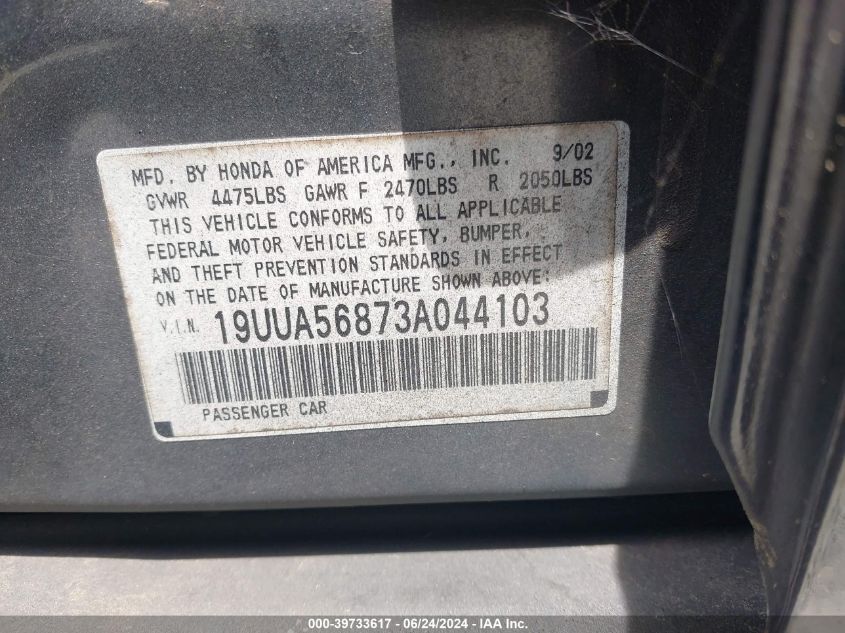 MFD. BY HONDA OF AMERICA MFG., INC. 9/02
GVWR 4475LBS GAWR F 2470LBS R 2050LBS
THIS VEHICLE CONFORMS TO ALL APPLICABLE
FEDERAL MOTOR VEHICLE SAFETY, BUMPER,
AND THEFT PREVENTION STANDARDS IN EFFECT
ON THE DATE OF MANUFACTURE SHOWN ABOVE:
V.I.N. 19UUA56873A044103
PASSENGER CAR
000-39733617 - 06/24/2024 - IAA Inc.